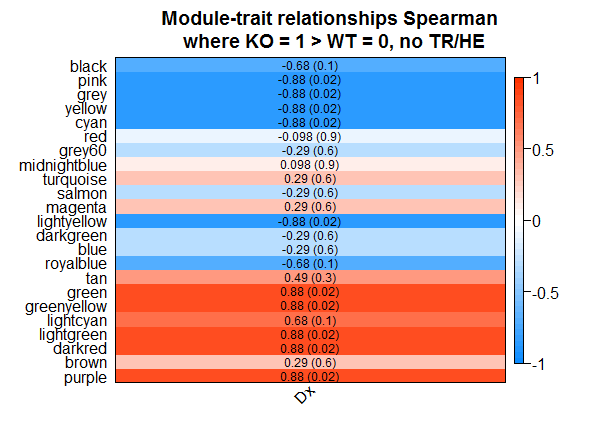 Module-trait relationships Spearman
where KO = 1 > WT = 0, no TR/HE
black -0.68 (0.1)
pink -0.88 (0.02)
grey -0.88 (0.02)
yellow -0.88 (0.02)
cyan -0.88 (0.02)
red -0.098 (0.9)
grey60 -0.29 (0.6)
midnightblue 0.098 (0.9)
turquoise 0.29 (0.6)
salmon -0.29 (0.6)
magenta 0.29 (0.6)
lightyellow -0.88 (0.02)
darkgreen -0.29 (0.6)
blue -0.29 (0.6)
royalblue -0.68 (0.1)
tan 0.49 (0.3)
green 0.88 (0.02)
greenyellow 0.88 (0.02)
lightcyan 0.68 (0.1)
lightgreen 0.88 (0.02)
darkred 0.88 (0.02)
brown 0.29 (0.6)
purple 0.88 (0.02)
Dx
1
0.5
0
-0.5
-1